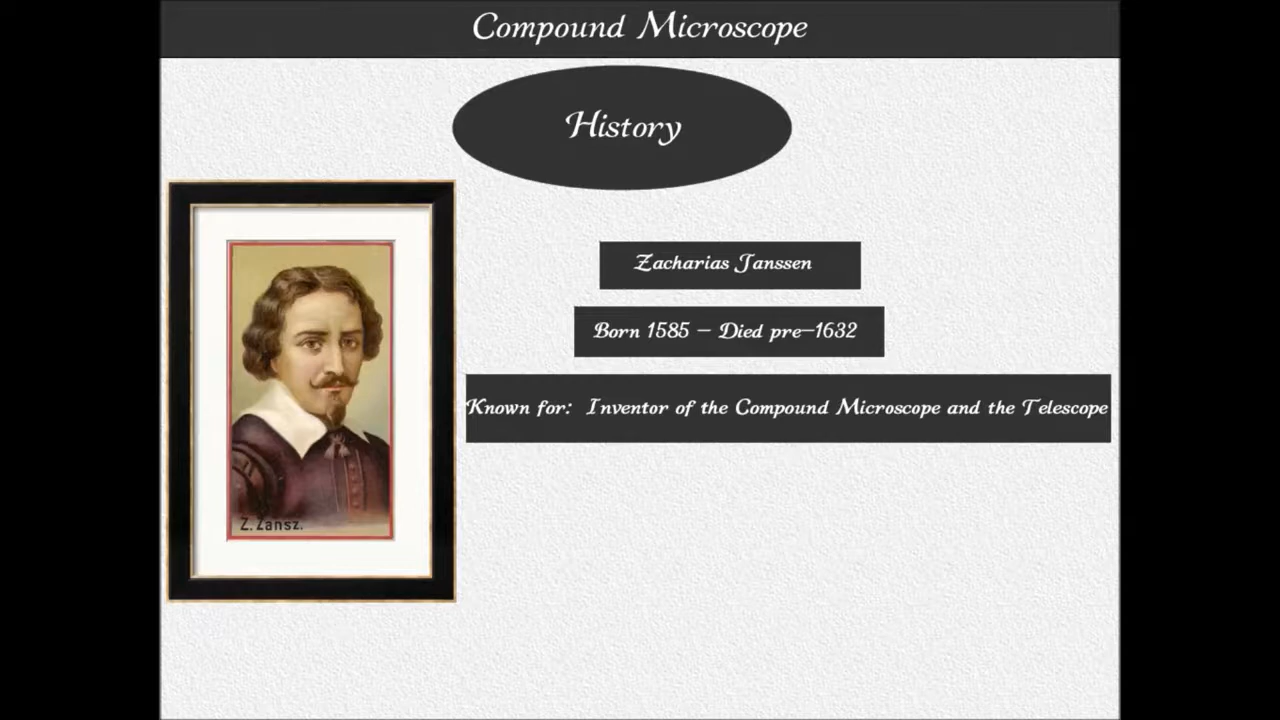 Compound Microscope
History
Zacharias Janssen
Born 1585 - Died pre-1632
Known for: Inventor of the Compound Microscope and the Telescope
Z. Zansz.